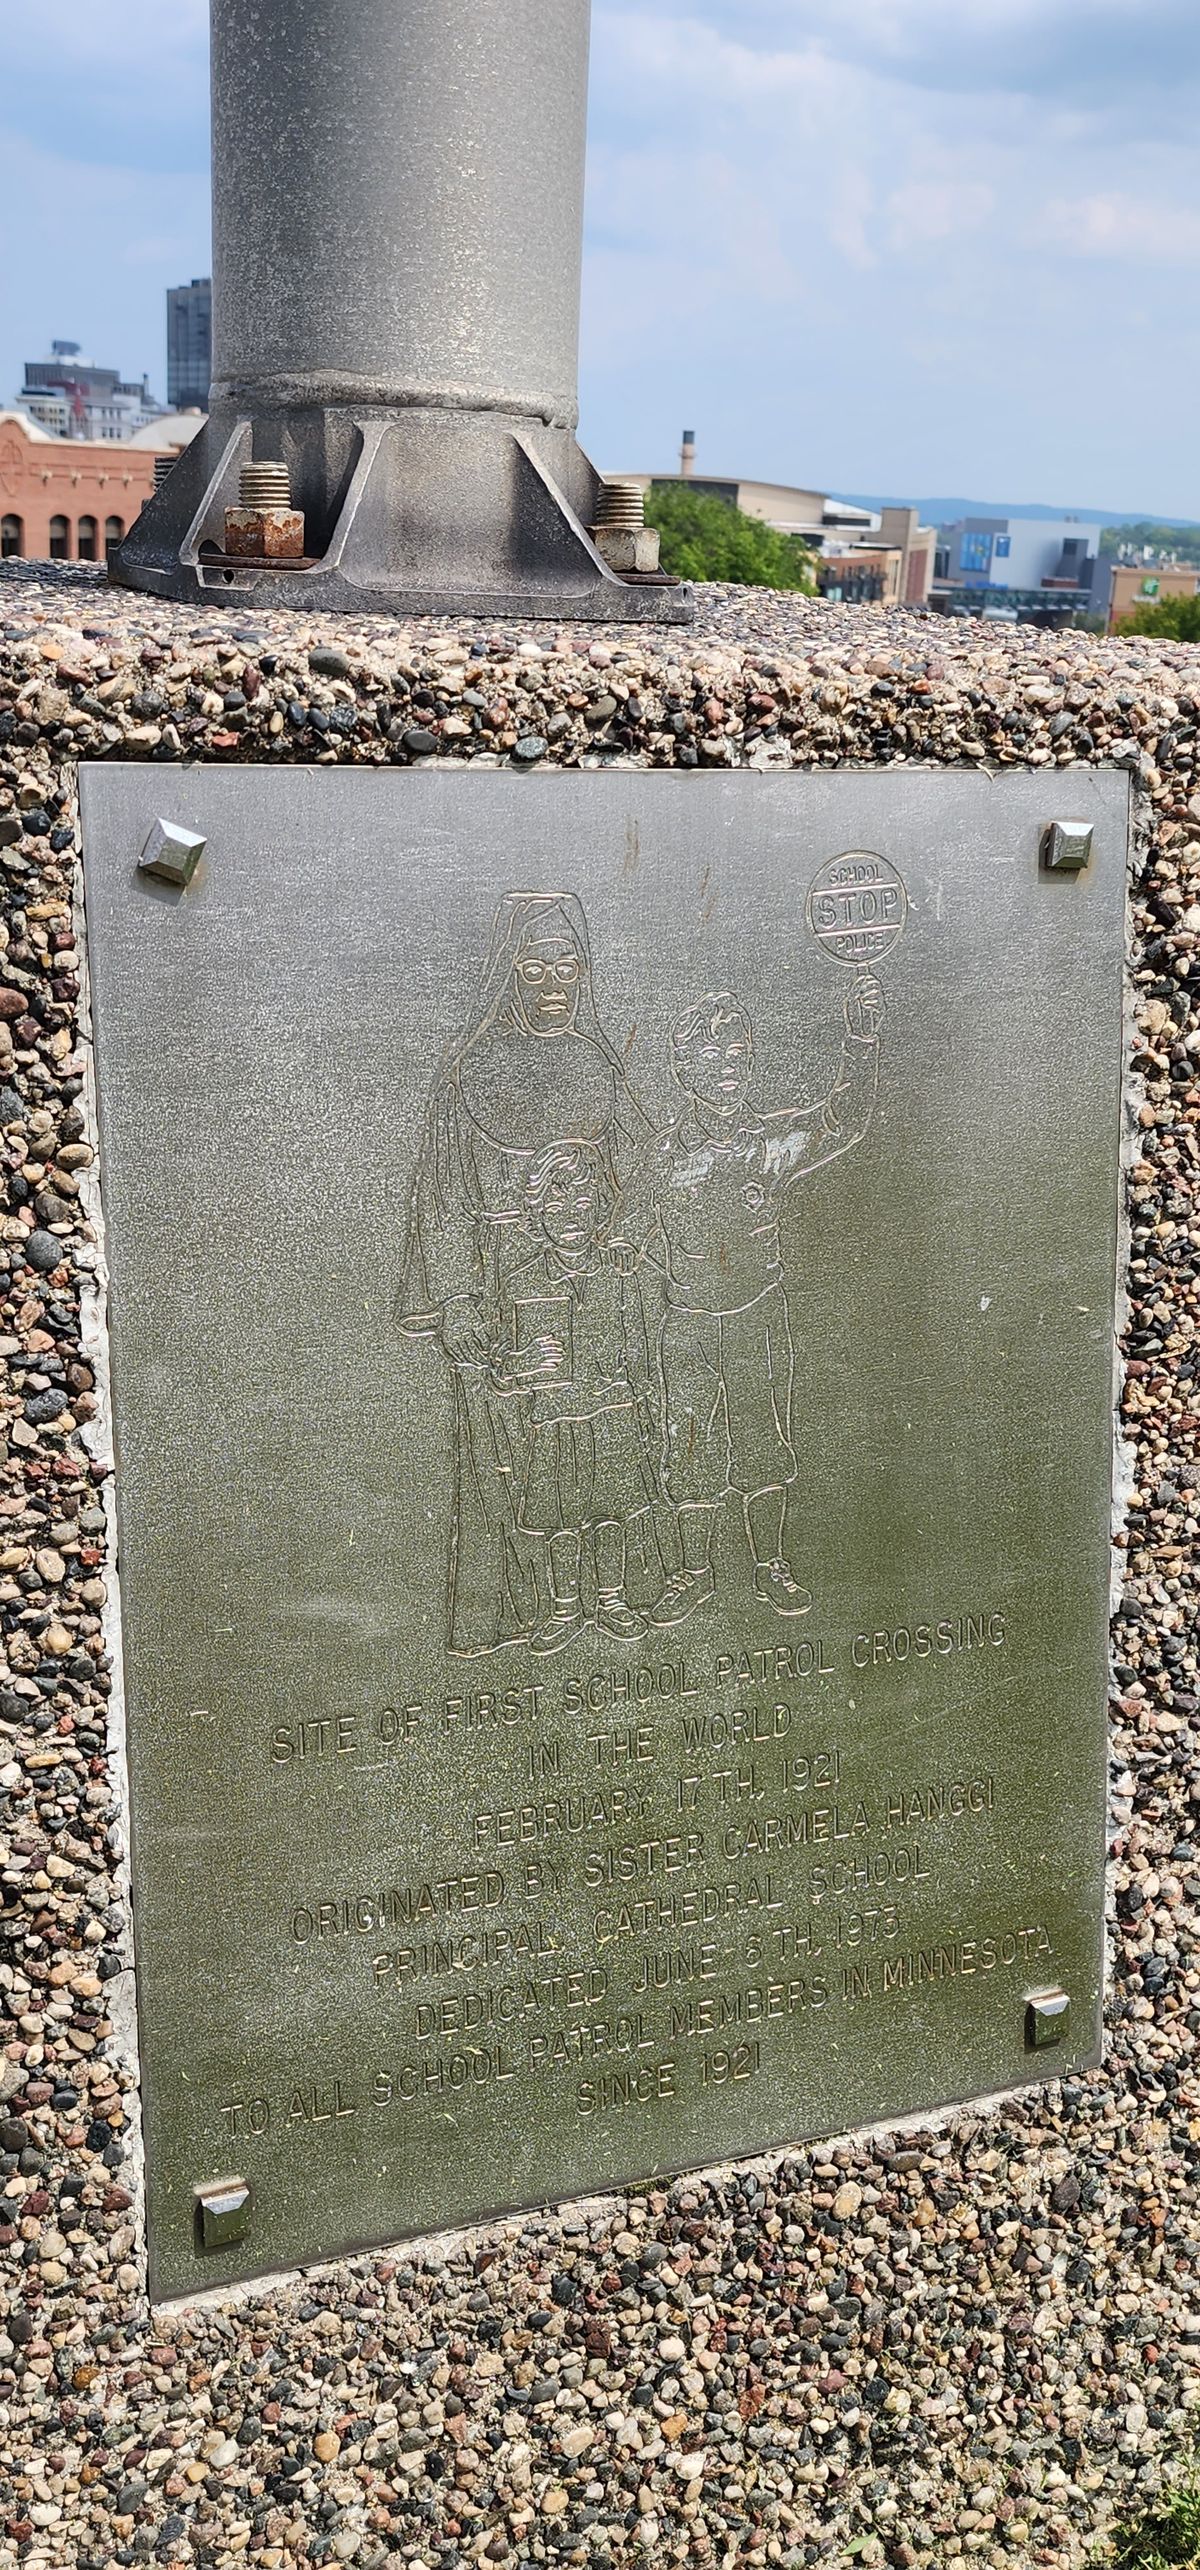 SCHOOL
STOP
POLICE
SITE OF FIRST SCHOOL PATROL CROSSING
IN THE WORLD
FEBRUARY 17TH, 1921
ORIGINATED BY SISTER CARMELA HANGGI
PRINCIPAL, CATHEDRAL SCHOOL
DEDICATED JUNE 6TH, 1975
TO ALL SCHOOL PATROL MEMBERS IN MINNESOTA
SINCE 1921